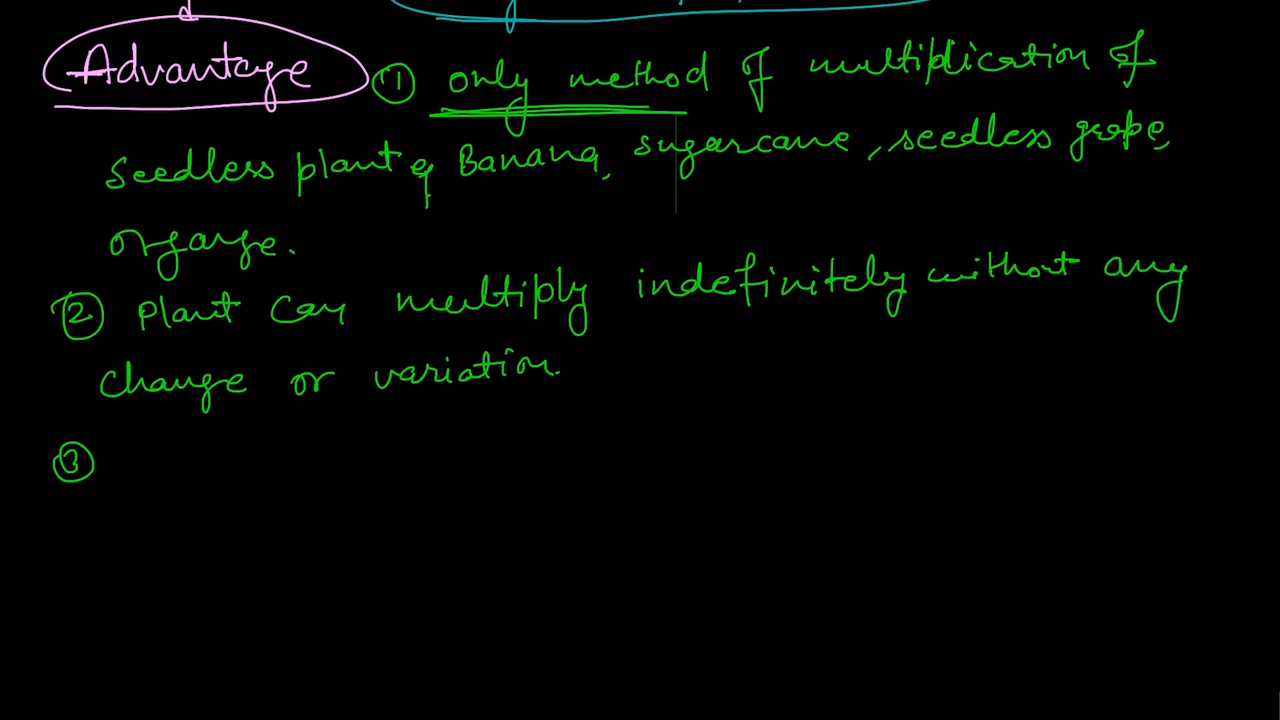 Advantage ① only method of multiplication of
Seedless plant eg Banana, sugarcane, seedless grape,
organge.
② Plant can multiply indefinitely without any
change or variation.
③